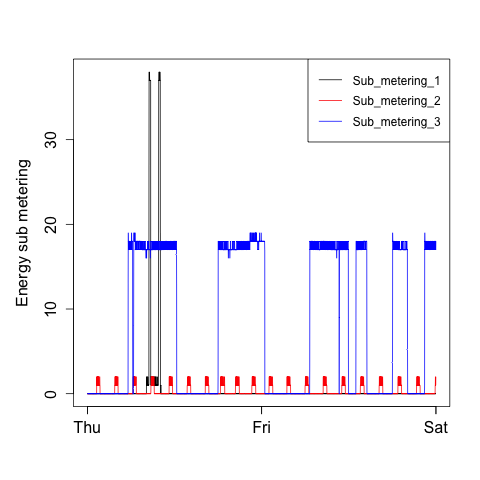 Sub_metering_1
Sub_metering_2
Sub_metering_3
Energy sub metering
30
20
10
0
Thu Fri Sat